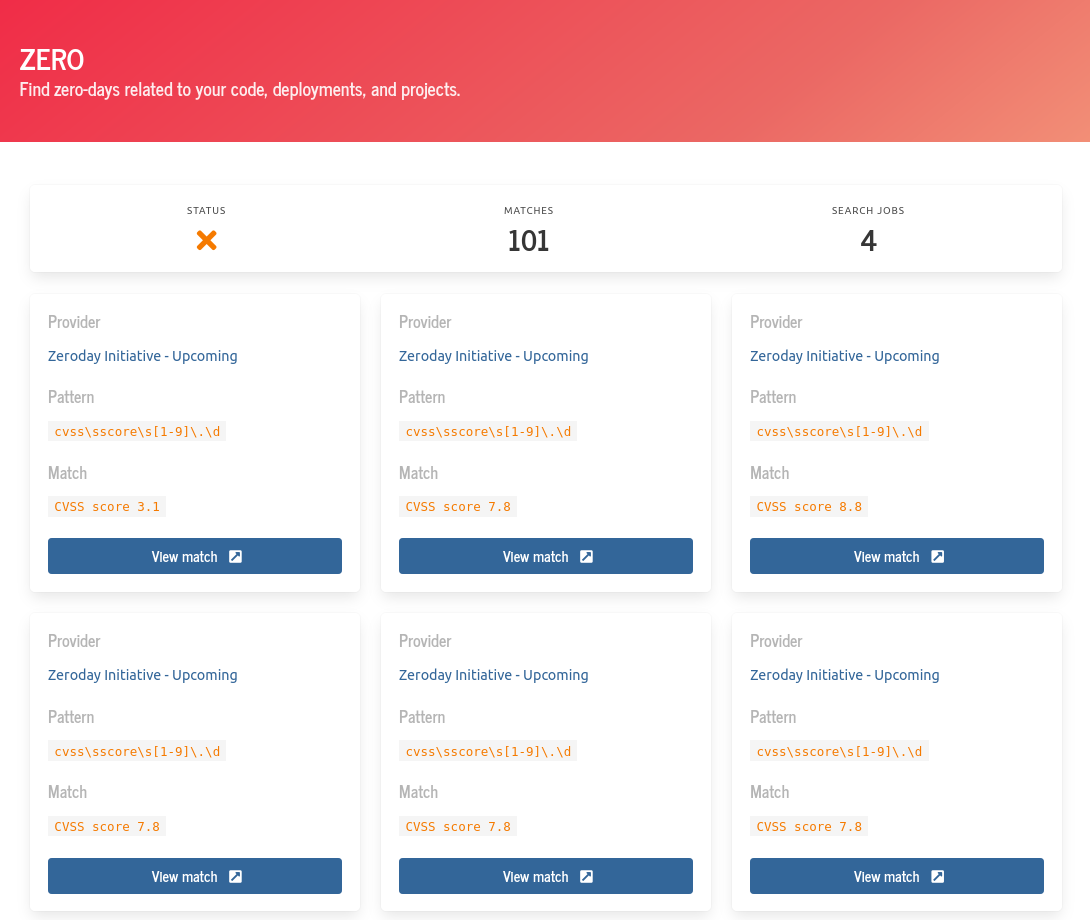 ZERO
Find zero-days related to your code, deployments, and projects.
STATUS
MATCHES
101
SEARCH JOBS
4
Provider
Zeroday Initiative - Upcoming
Pattern
cvss\sscore\s[1-9]\.\d
Match
CVSS score 3.1
View match
Provider
Zeroday Initiative - Upcoming
Pattern
cvss\sscore\s[1-9]\.\d
Match
CVSS score 7.8
View match
Provider
Zeroday Initiative - Upcoming
Pattern
cvss\sscore\s[1-9]\.\d
Match
CVSS score 8.8
View match
Provider
Zeroday Initiative - Upcoming
Pattern
cvss\sscore\s[1-9]\.\d
Match
CVSS score 7.8
View match
Provider
Zeroday Initiative - Upcoming
Pattern
cvss\sscore\s[1-9]\.\d
Match
CVSS score 7.8
View match
Provider
Zeroday Initiative - Upcoming
Pattern
cvss\sscore\s[1-9]\.\d
Match
CVSS score 7.8
View match